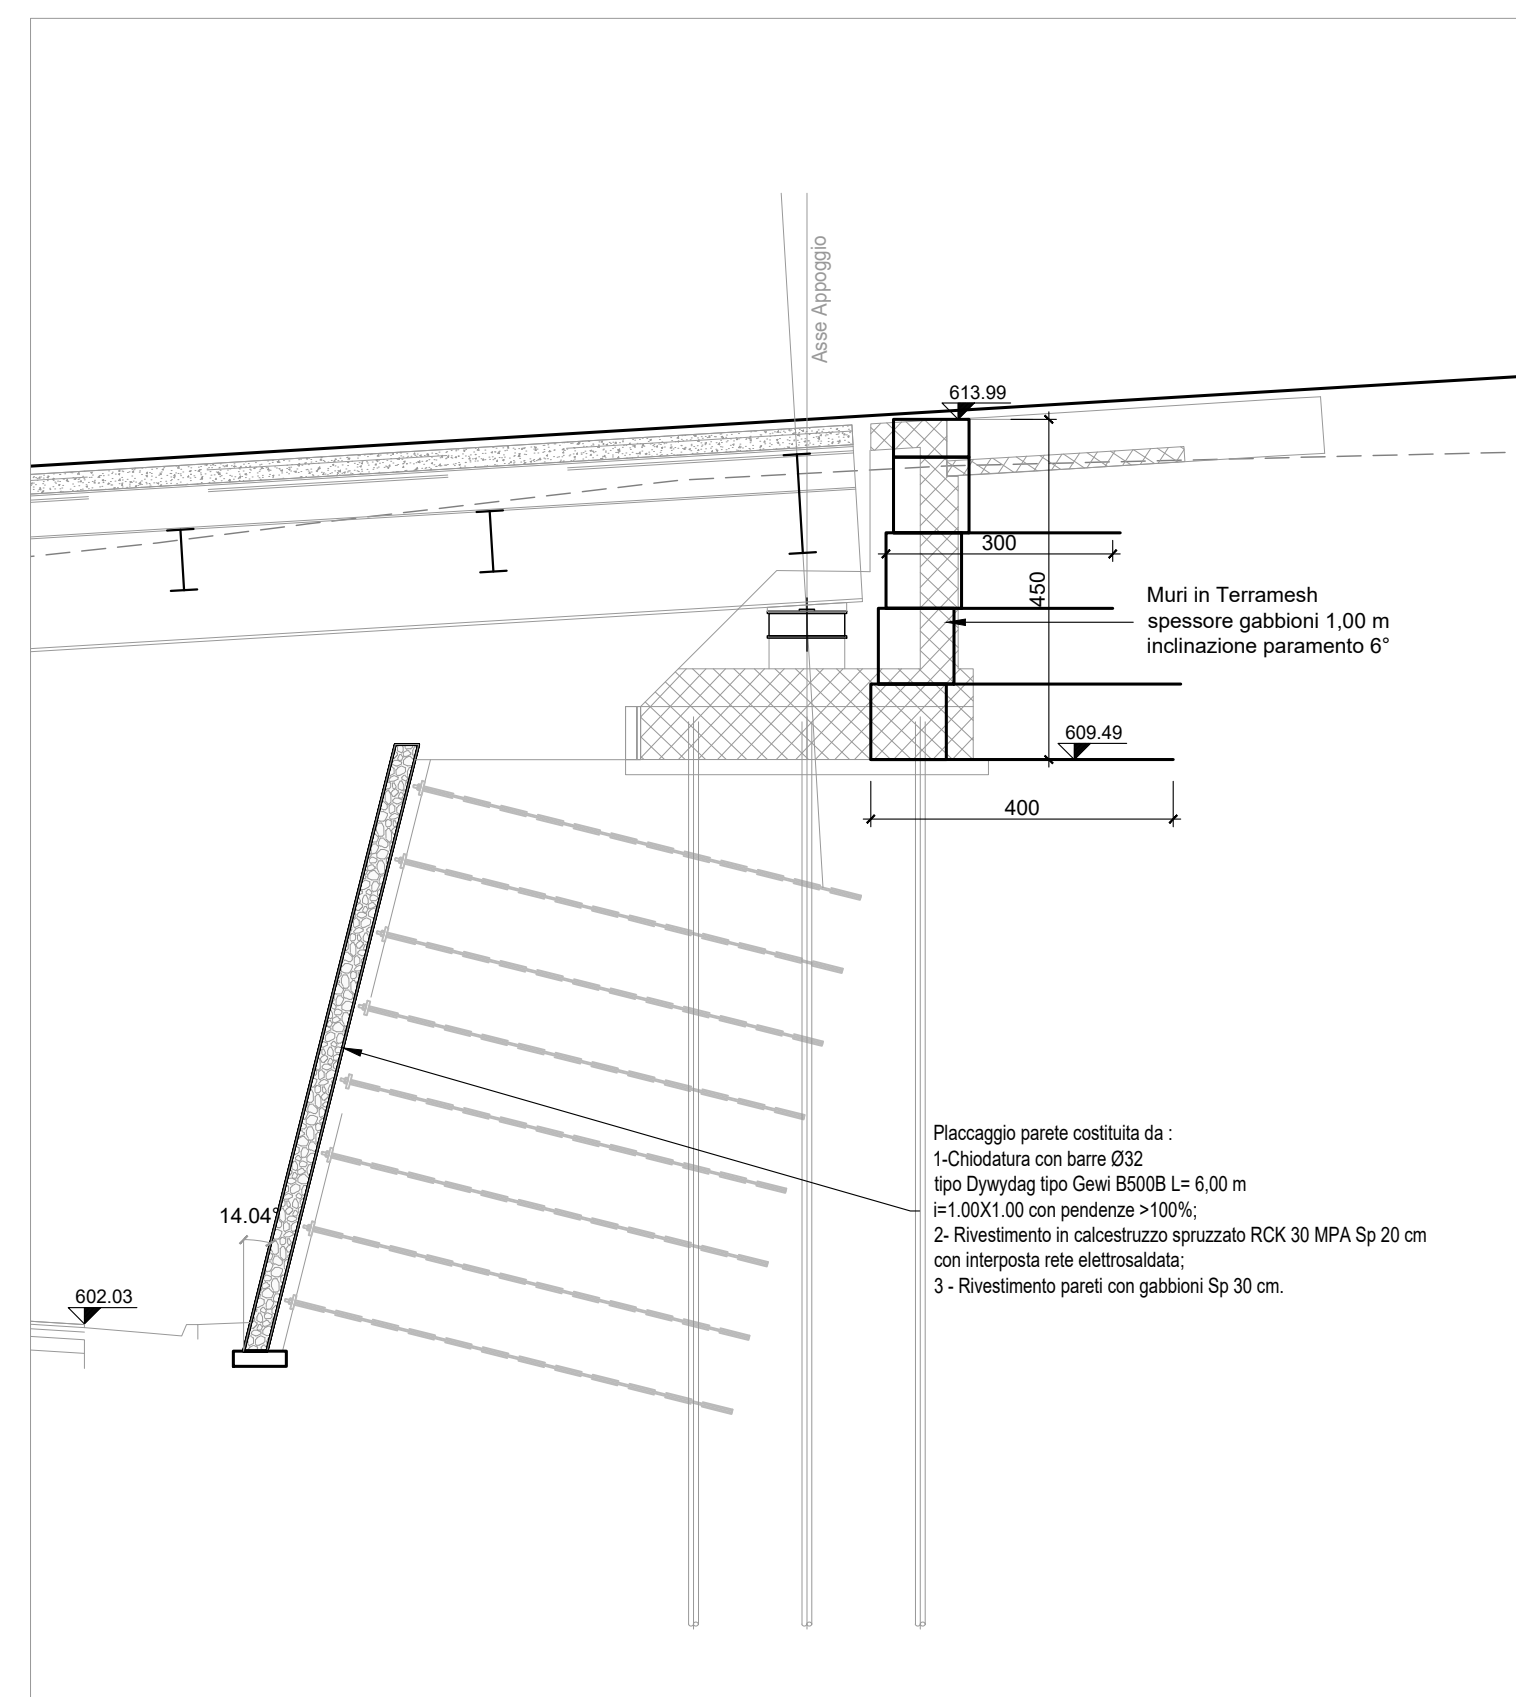 Asse Appoggio
613.99
300
450
Muri in Terramesh
spessore gabbioni 1,00 m
inclinazione paramento 6°
609.49
400
Placcaggio parete costituita da :
1-Chiodatura con barre Ø32
tipo Dywydag tipo Gewi B500B L= 6,00 m
i=1.00X1.00 con pendenze >100%;
2- Rivestimento in calcestruzzo spruzzato RCK 30 MPA Sp 20 cm
con interposta rete elettrosaldata;
3 - Rivestimento pareti con gabbioni Sp 30 cm.
14.04°
602.03